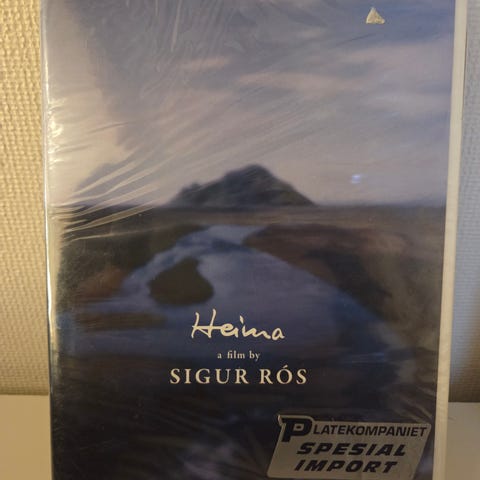 Heima
a film by
SIGUR RÓS
PLATEKOMPANIET
SPESIAL
IMPORT